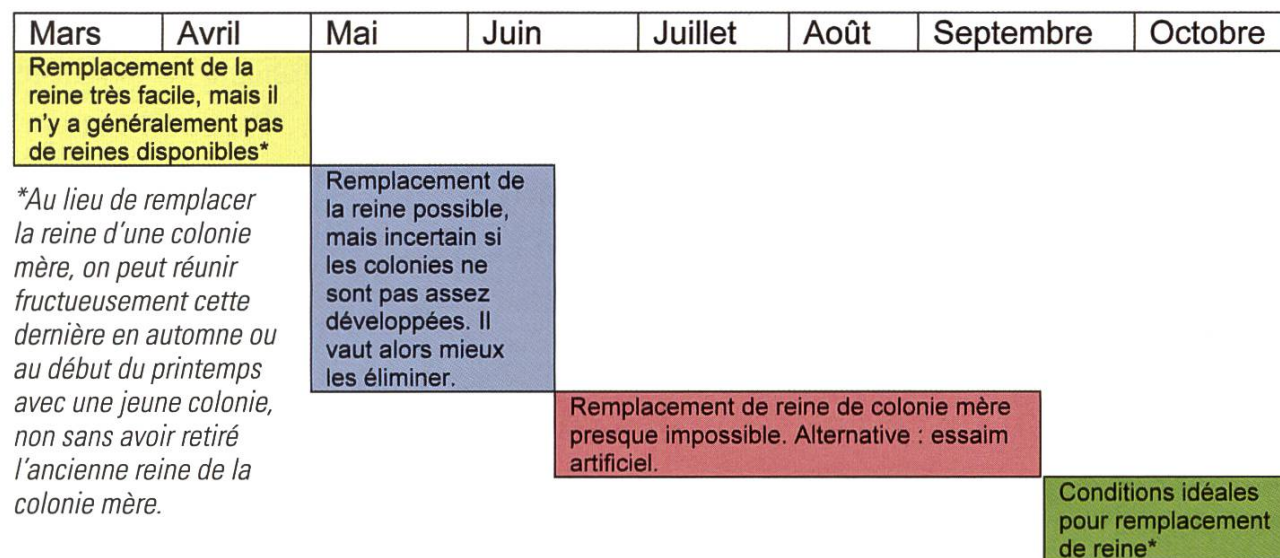 Mars Avril Mai Juin Juillet Août Septembre Octobre
Remplacement de la
reine très facile, mais il
n'y a généralement pas
de reines disponibles*
*Au lieu de remplacer
la reine d'une colonie
mère, on peut réunir
fructueusement cette
dernière en automne ou
au début du printemps
avec une jeune colonie,
non sans avoir retiré
l'ancienne reine de la
colonie mère.
Remplacement de
la reine possible,
mais incertain si
les colonies ne
sont pas assez
développées. Il
vaut alors mieux
les éliminer.
Remplacement de reine de colonie mère
presque impossible. Alternative : essaim
artificiel.
Conditions idéales
pour remplacement
de reine*